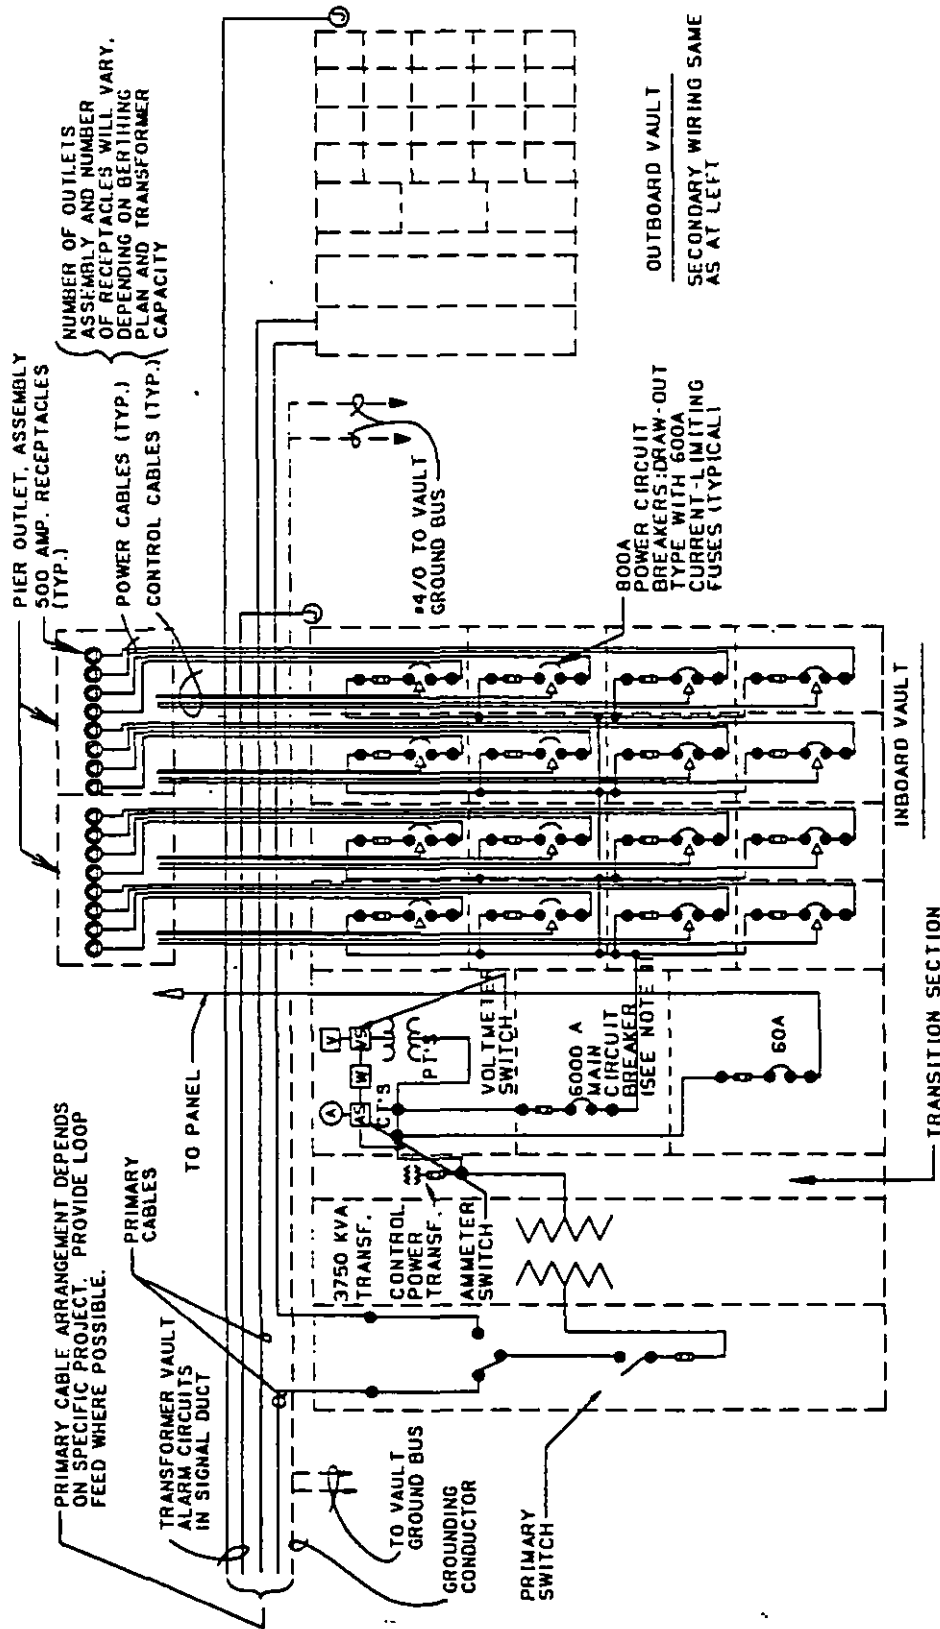 PRIMARY CABLE ARRANGEMENT DEPENDS
ON SPECIFIC PROJECT. PROVIDE LOOP
FEED WHERE POSSIBLE.
PRIMARY
CABLES
TRANSFORMER VAULT
ALARM CIRCUITS
IN SIGNAL DUCT
TO PANEL
PIER OUTLET, ASSEMBLY
500 AMP. RECEPTACLES
(TYP.)
NUMBER OF OUTLETS
ASSEMBLY AND NUMBER
OF RECEPTACLES WILL VARY,
DEPENDING ON BERTHING
PLAN AND TRANSFORMER
CAPACITY
POWER CABLES (TYP.)
CONTROL CABLES (TYP.)
J
J
TO VAULT
GROUND BUS
GROUNDING
CONDUCTOR
#4/0 TO VAULT
GROUND BUS
3750 KVA
TRANSF.
CONTROL
POWER
TRANSF.
AMMETER
SWITCH
A
AS
W
V
VS
CT'S
PT'S
VOLTMETER
SWITCH
6000 A
MAIN
CIRCUIT
BREAKER
(SEE NOTE 1)
60A
PRIMARY
SWITCH
800A
POWER CIRCUIT
BREAKERS:DRAW-OUT
TYPE WITH 600A
CURRENT-LIMITING
FUSES (TYPICAL)
OUTBOARD VAULT
SECONDARY WIRING SAME
AS AT LEFT
INBOARD VAULT
TRANSITION SECTION